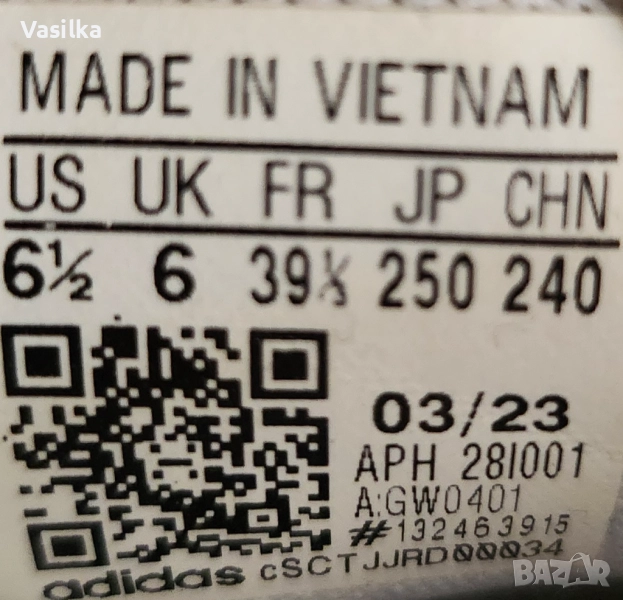 Vasilka
MADE IN VIETNAM
US UK FR JP CHN
6½ 6 39⅓ 250 240
03/23
APH 28I001
A:GW0401
#132463915
adidas cSCTJJRD00034
BAZAR